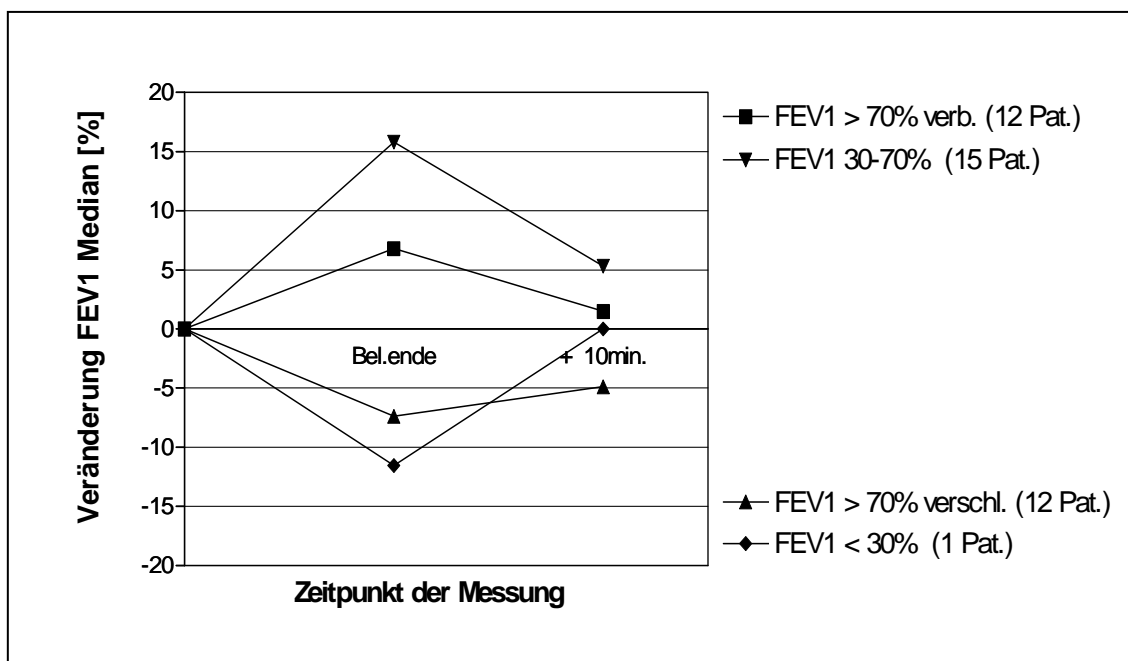 Veränderung FEV1 Median [%]
20
15
10
5
0
-5
-10
-15
-20
Bel.ende
+ 10min.
Zeitpunkt der Messung
FEV1 > 70% verb. (12 Pat.)
FEV1 30-70% (15 Pat.)
FEV1 > 70% verschl. (12 Pat.)
FEV1 < 30% (1 Pat.)